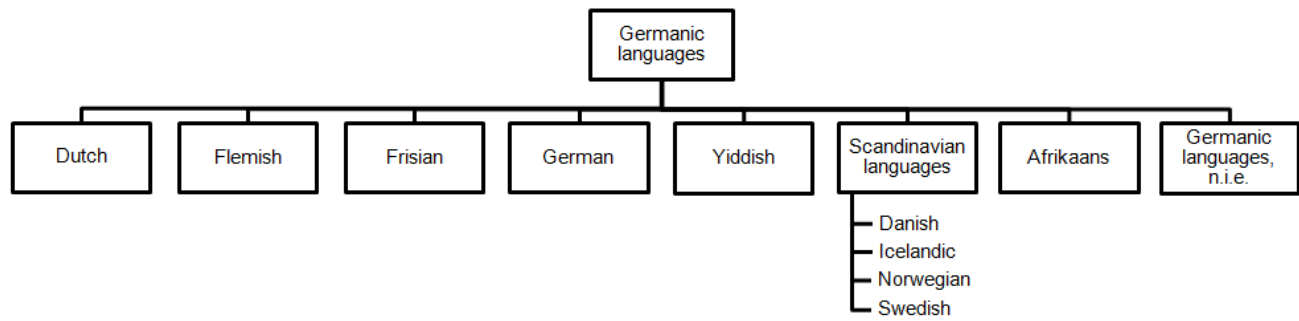 Germanic
languages
Dutch
Flemish
Frisian
German
Yiddish
Scandinavian
languages
Afrikaans
Germanic
languages,
n.i.e.
Danish
Icelandic
Norwegian
Swedish